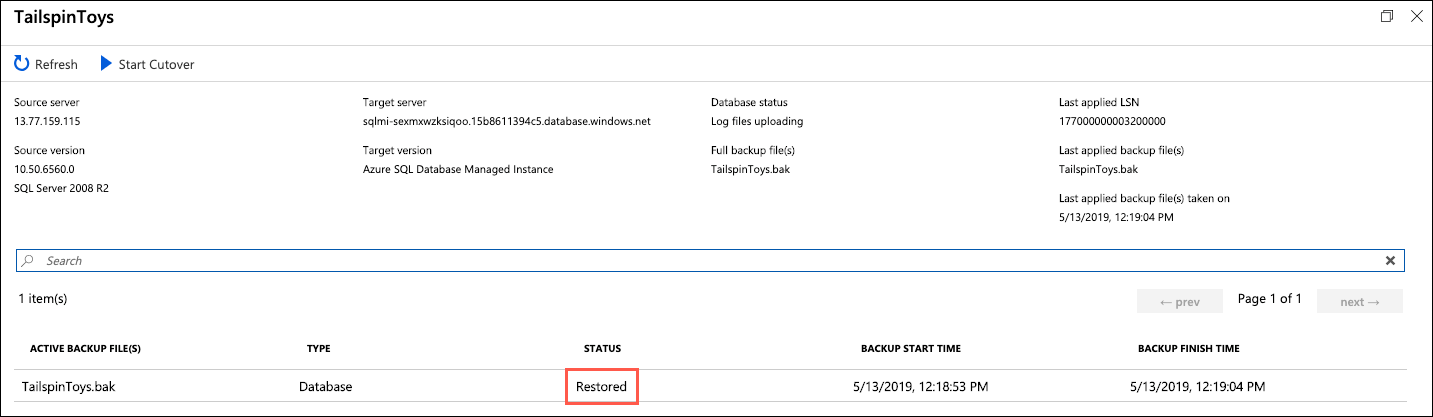 TailspinToys
Refresh Start Cutover
Source server Target server Database status Last applied LSN
13.77.159.115 sqlmi-sexmxwzksiqoo.15b8611394c5.database.windows.net Log files uploading 177000000003200000
Source version Target version Full backup file(s) Last applied backup file(s)
10.50.6560.0 Azure SQL Database Managed Instance TailspinToys.bak TailspinToys.bak
SQL Server 2008 R2
Last applied backup file(s) taken on
5/13/2019, 12:19:04 PM
Search
1 item(s) ← prev Page 1 of 1 next →
ACTIVE BACKUP FILE(S) TYPE STATUS BACKUP START TIME BACKUP FINISH TIME
TailspinToys.bak Database Restored 5/13/2019, 12:18:53 PM 5/13/2019, 12:19:04 PM